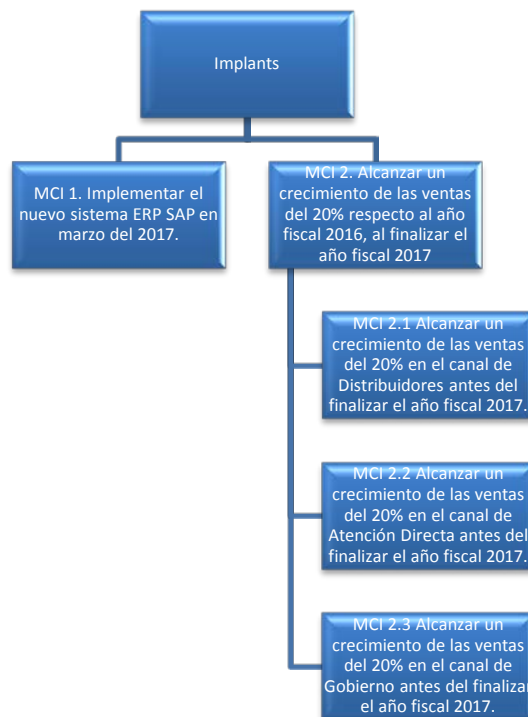 Implants
MCI 1. Implementar el
nuevo sistema ERP SAP en
marzo del 2017.
MCI 2. Alcanzar un
crecimiento de las ventas
del 20% respecto al año
fiscal 2016, al finalizar el
año fiscal 2017
MCI 2.1 Alcanzar un
crecimiento de las ventas
del 20% en el canal de
Distribuidores antes del
finalizar el año fiscal 2017.
MCI 2.2 Alcanzar un
crecimiento de las ventas
del 20% en el canal de
Atención Directa antes del
finalizar el año fiscal 2017.
MCI 2.3 Alcanzar un
crecimiento de las ventas
del 20% en el canal de
Gobierno antes del finalizar
el año fiscal 2017.